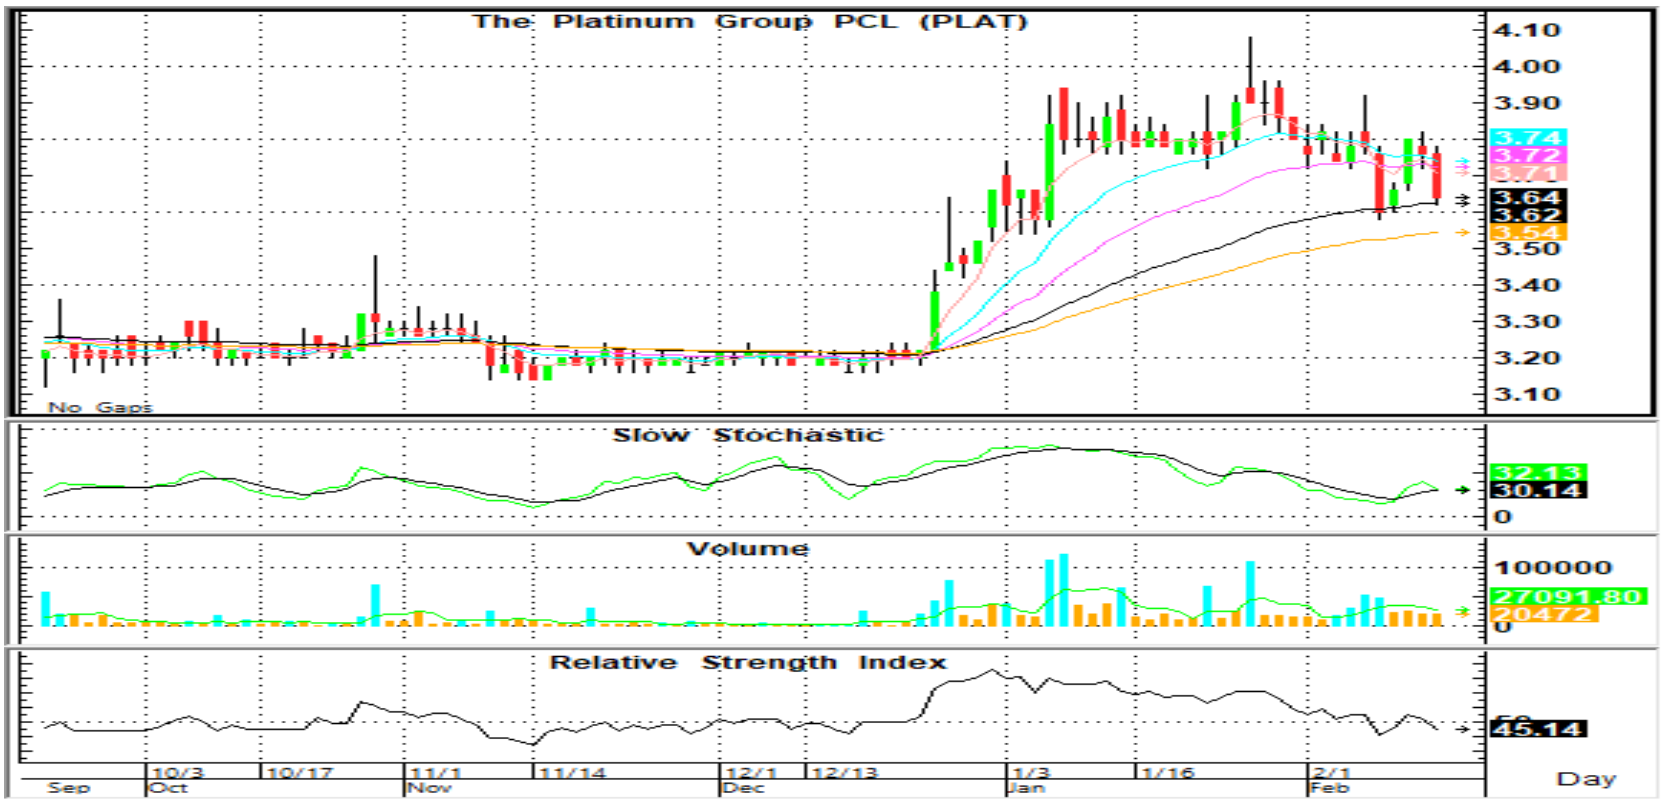 The Platinum Group PCL (PLAT)
4.10
4.00
3.90
3.74
3.72
3.71
3.64
3.62
3.54
3.50
3.40
3.30
3.20
3.10
No Gaps
Slow Stochastic
32.13
30.14
0
Volume
100000
27091.80
20472
0
Relative Strength Index
45.14
10/3 10/17 11/1 11/14 12/1 12/13 1/3 1/16 2/1
Sep Oct Nov Dec Jan Feb
Day